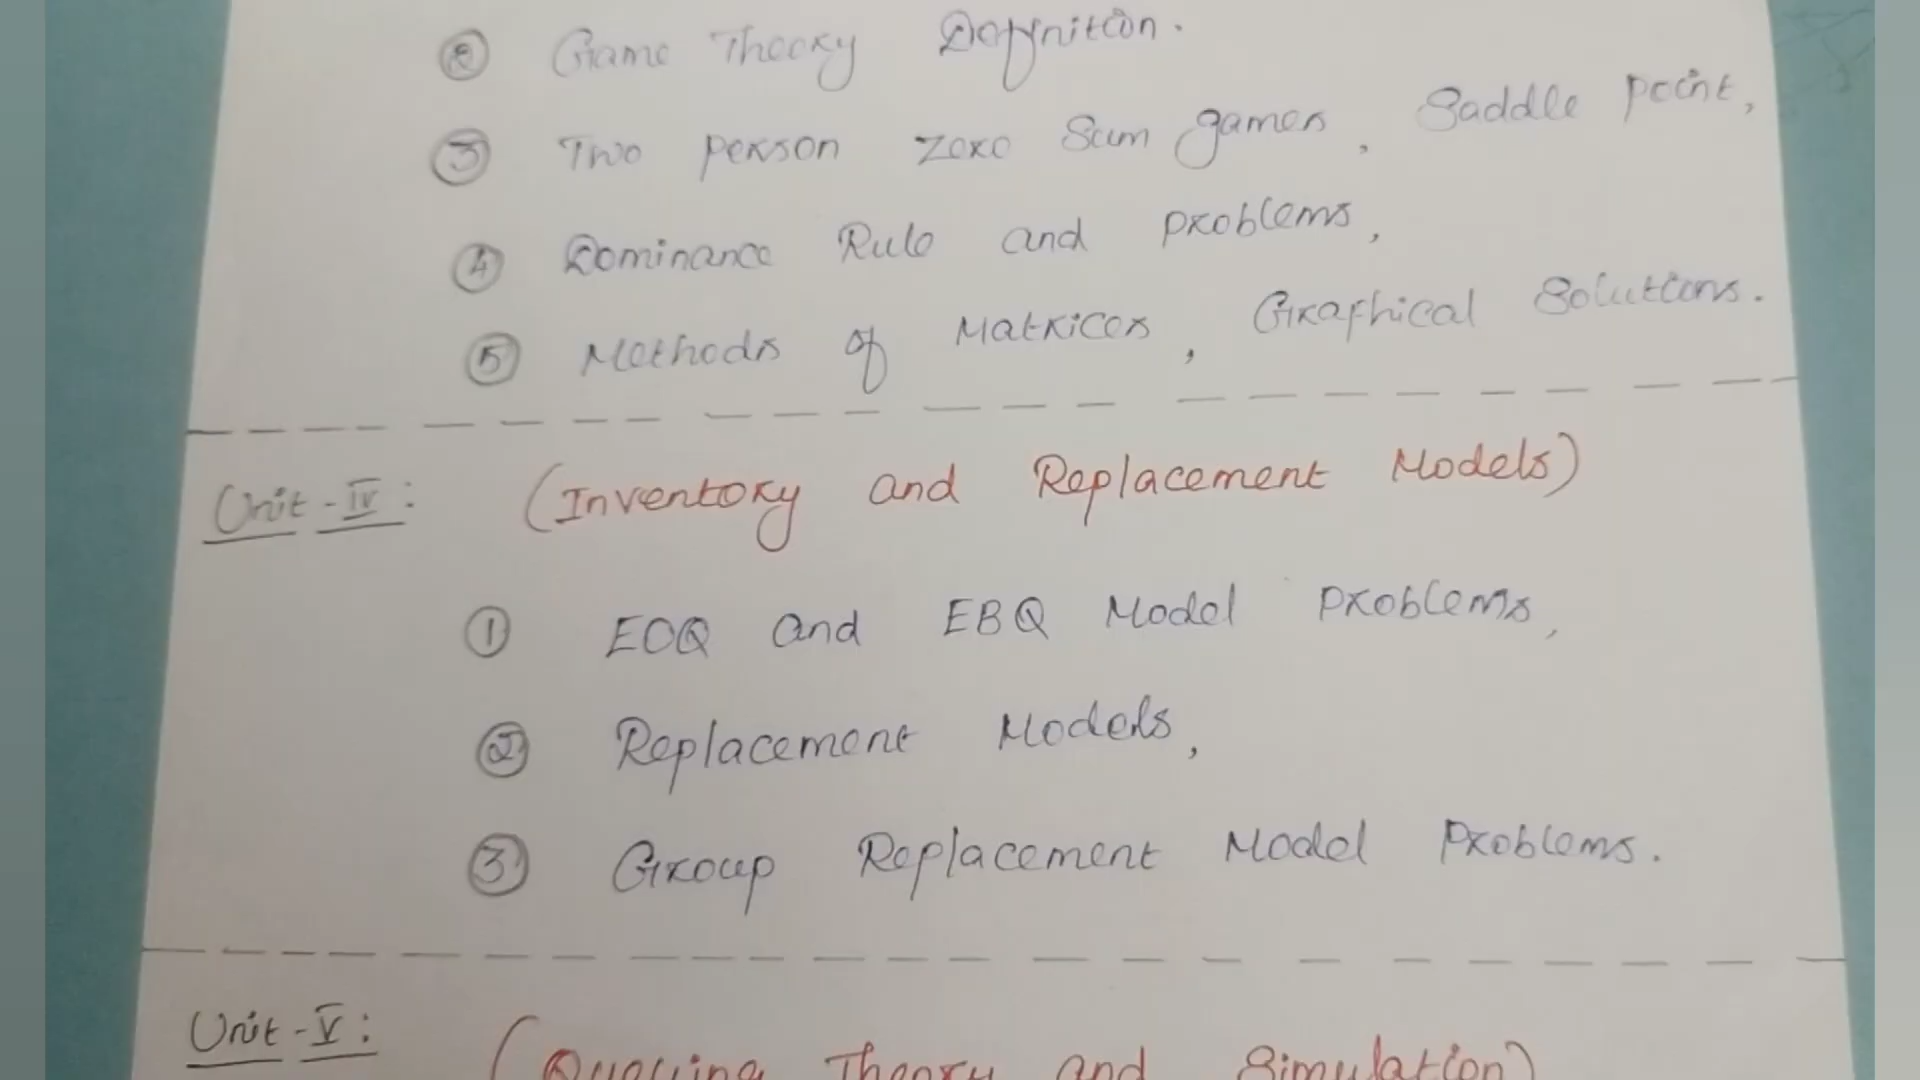 ② Game Theory Definition.
③ Two person zero Sum games, Saddle point,
④ Dominance Rule and problems,
⑤ Methods of Matrices, Graphical Solutions.
Unit-IV: (Inventory and Replacement Models)
① EOQ and EBQ Model problems,
② Replacement Models,
③ Group Replacement Model Problems.
Unit-V: (Queuing Theory and Simulation)